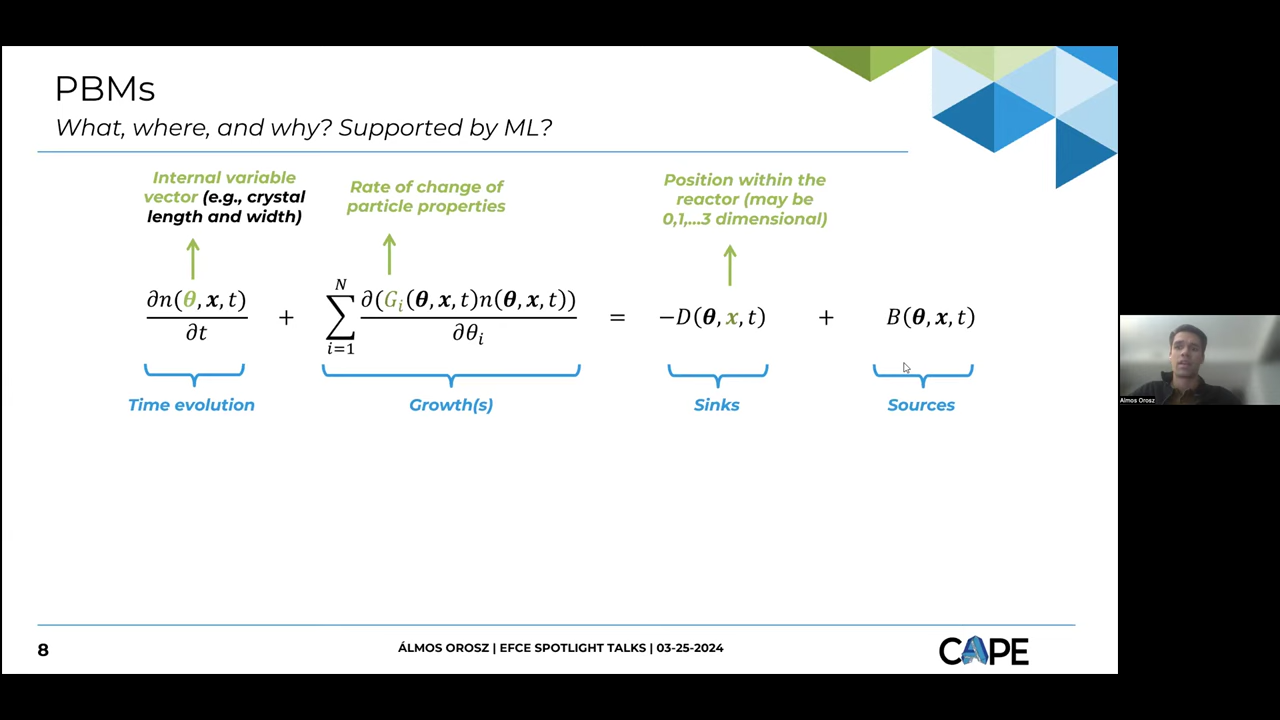 PBMs
What, where, and why? Supported by ML?
Internal variable
vector (e.g., crystal
length and width)
Rate of change of
particle properties
Position within the
reactor (may be
0,1,...3 dimensional)
∂n(θ, x, t)/∂t + ∑_{i=1}^{N} ∂(G_i(θ, x, t)n(θ, x, t))/∂θ_i = −D(θ, x, t) + B(θ, x, t)
Time evolution
Growth(s)
Sinks
Sources
8
ÁLMOS OROSZ | EFCE SPOTLIGHT TALKS | 03-25-2024
CAPE
Álmos Orosz